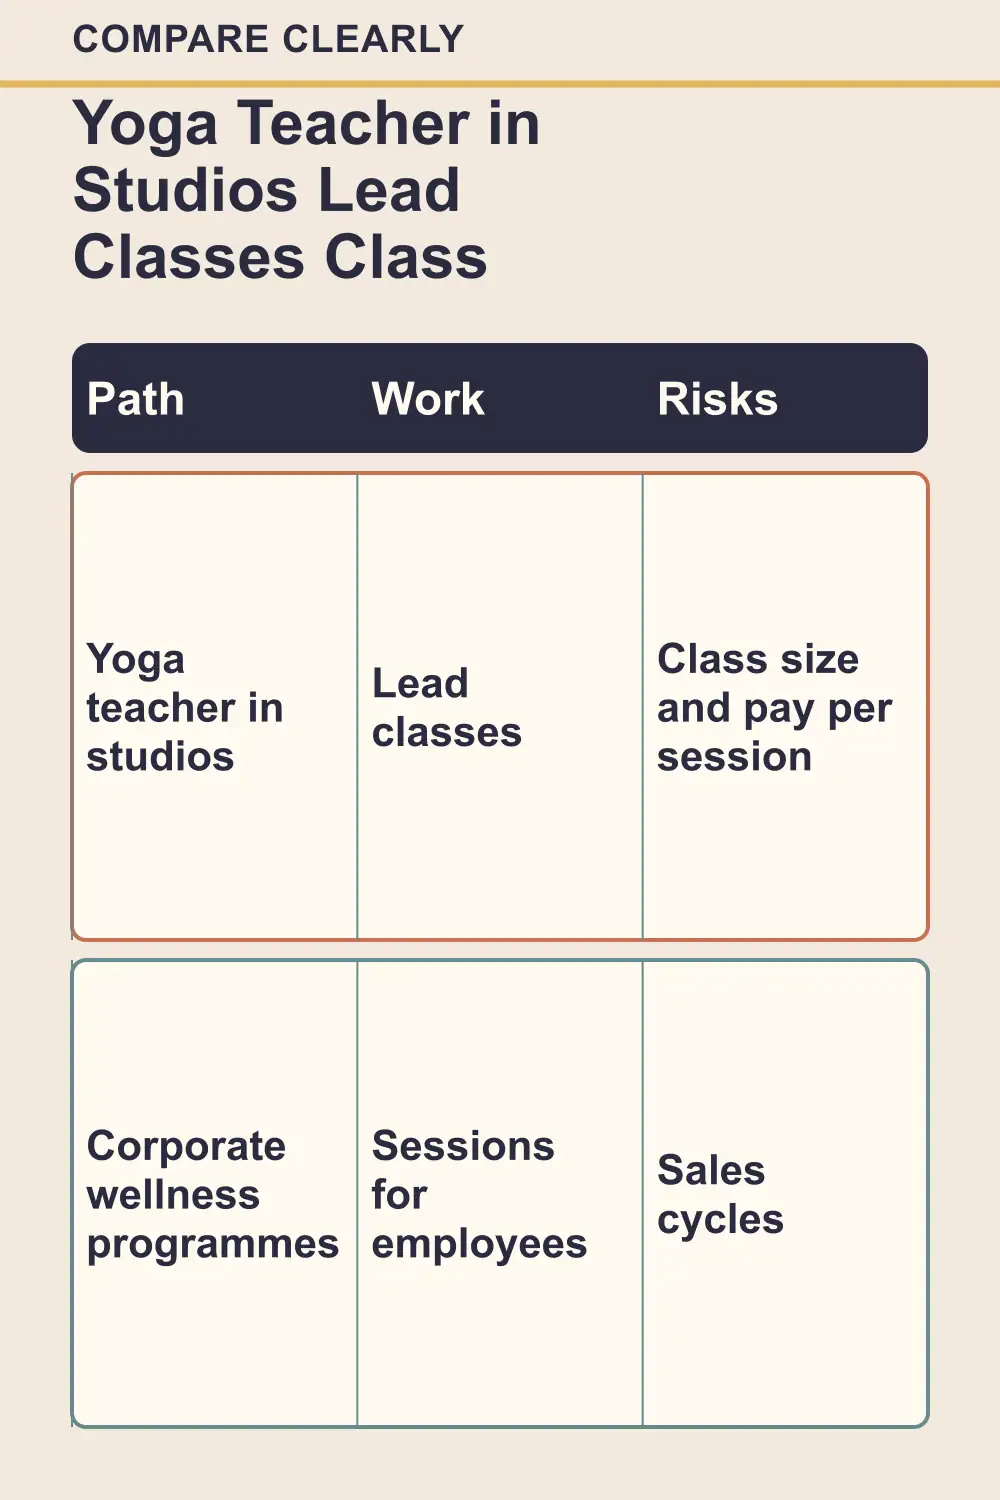 COMPARE CLEARLY
Yoga Teacher in
Studios Lead
Classes Class
Path Work Risks
Yoga
teacher in
studios
Lead
classes
Class size
and pay per
session
Corporate
wellness
programmes
Sessions
for
employees
Sales
cycles